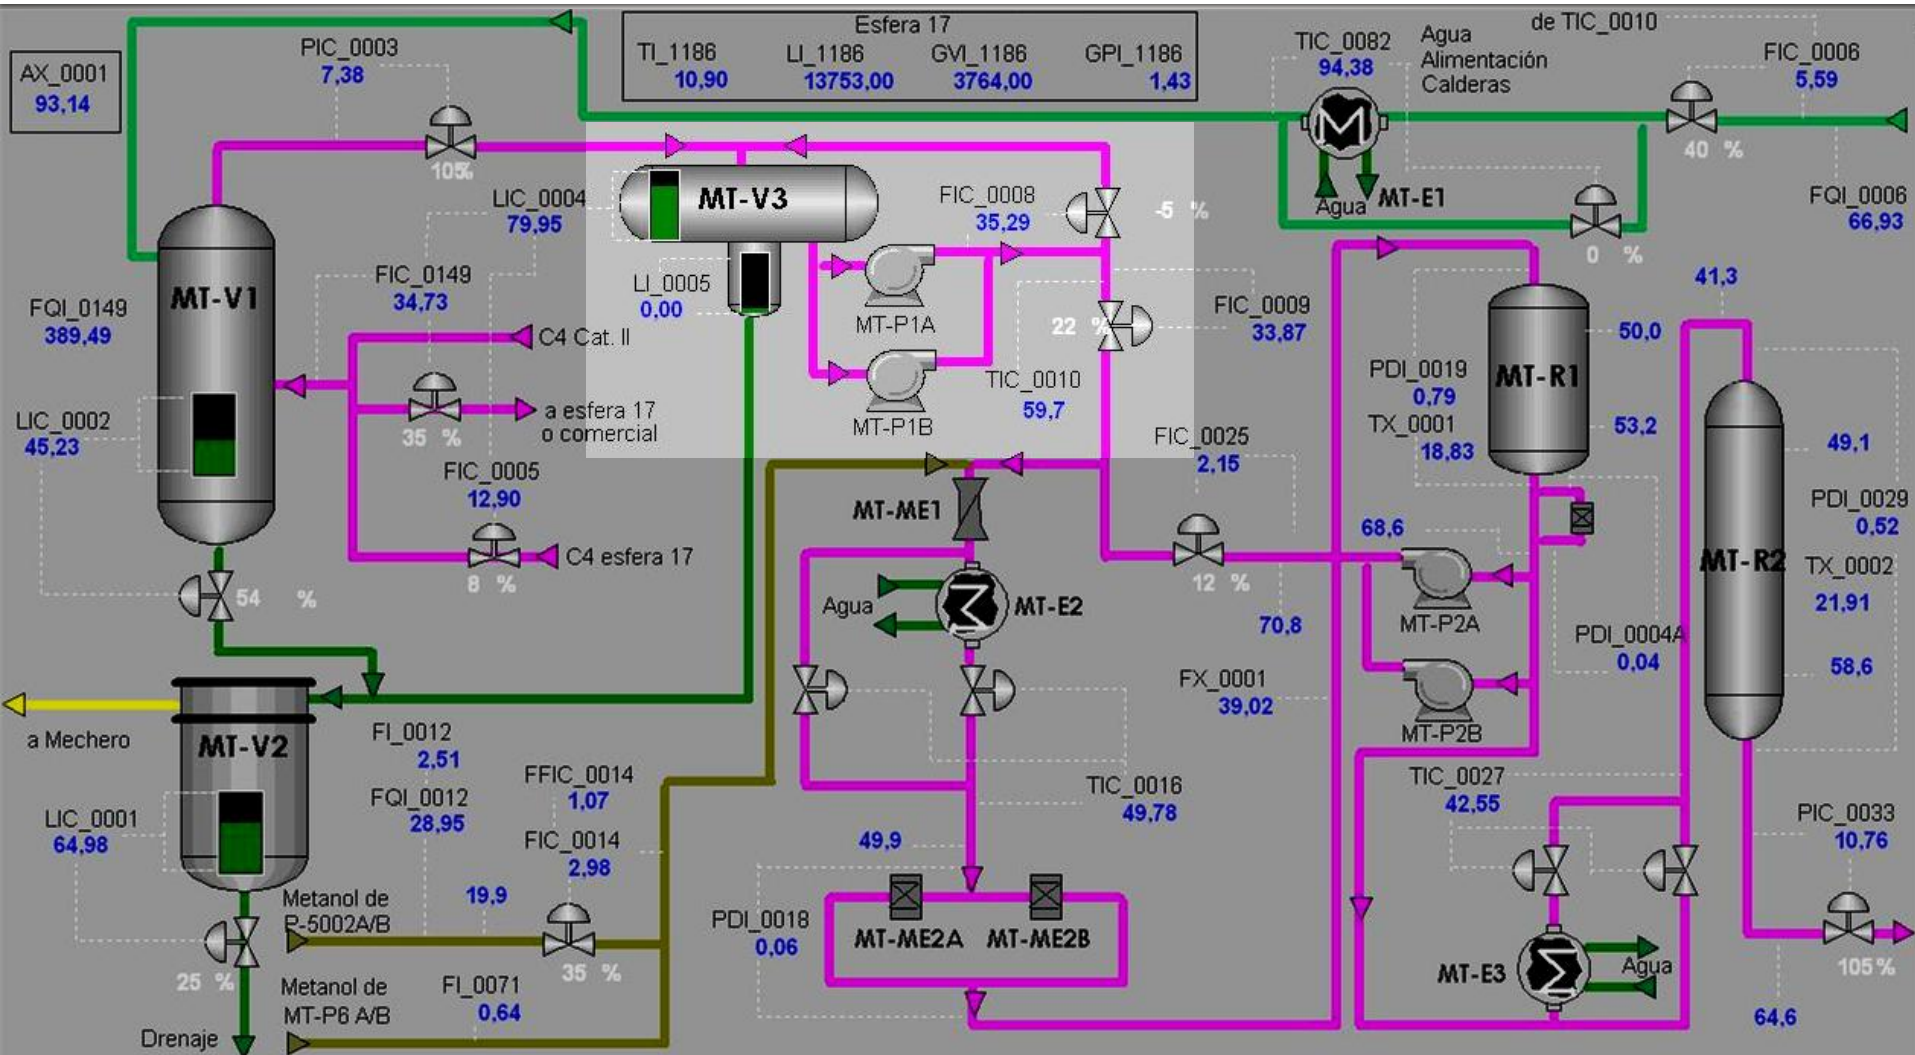 Esfera 17
TI_1186 LI_1186 GVI_1186 GPI_1186
10,90 13753,00 3764,00 1,43
de TIC_0010
AX_0001
93,14
PIC_0003
7,38
105%
TIC_0082
94,38
Agua
Alimentación
Calderas
FIC_0006
5,59
40 %
FQI_0006
66,93
MT-E1
Agua
0 %
LIC_0004
79,95
MT-V3
FIC_0008
35,29
-5 %
LI_0005
0,00
MT-P1A
MT-P1B
FIC_0009
33,87
22 %
TIC_0010
59,7
MT-V1
FQI_0149
389,49
FIC_0149
34,73
C4 Cat. II
a esfera 17
o comercial
35 %
LIC_0002
45,23
FIC_0005
12,90
C4 esfera 17
8 %
54 %
41,3
50,0
PDI_0019
0,79
MT-R1
TX_0001
18,83
53,2
49,1
PDI_0029
0,52
MT-R2
TX_0002
21,91
58,6
FIC_0025
2,15
12 %
68,6
MT-P2A
PDI_0004A
0,04
70,8
FX_0001
39,02
MT-P2B
MT-ME1
Agua
MT-E2
a Mechero
MT-V2
FI_0012
2,51
FQI_0012
28,95
FFIC_0014
1,07
FIC_0014
2,98
LIC_0001
64,98
TIC_0016
49,78
TIC_0027
42,55
PIC_0033
10,76
105%
49,9
19,9
Metanol de
P-5002A/B
35 %
25 %
PDI_0018
0,06
MT-ME2A MT-ME2B
MT-E3
Agua
64,6
Metanol de
MT-P6 A/B
FI_0071
0,64
Drenaje